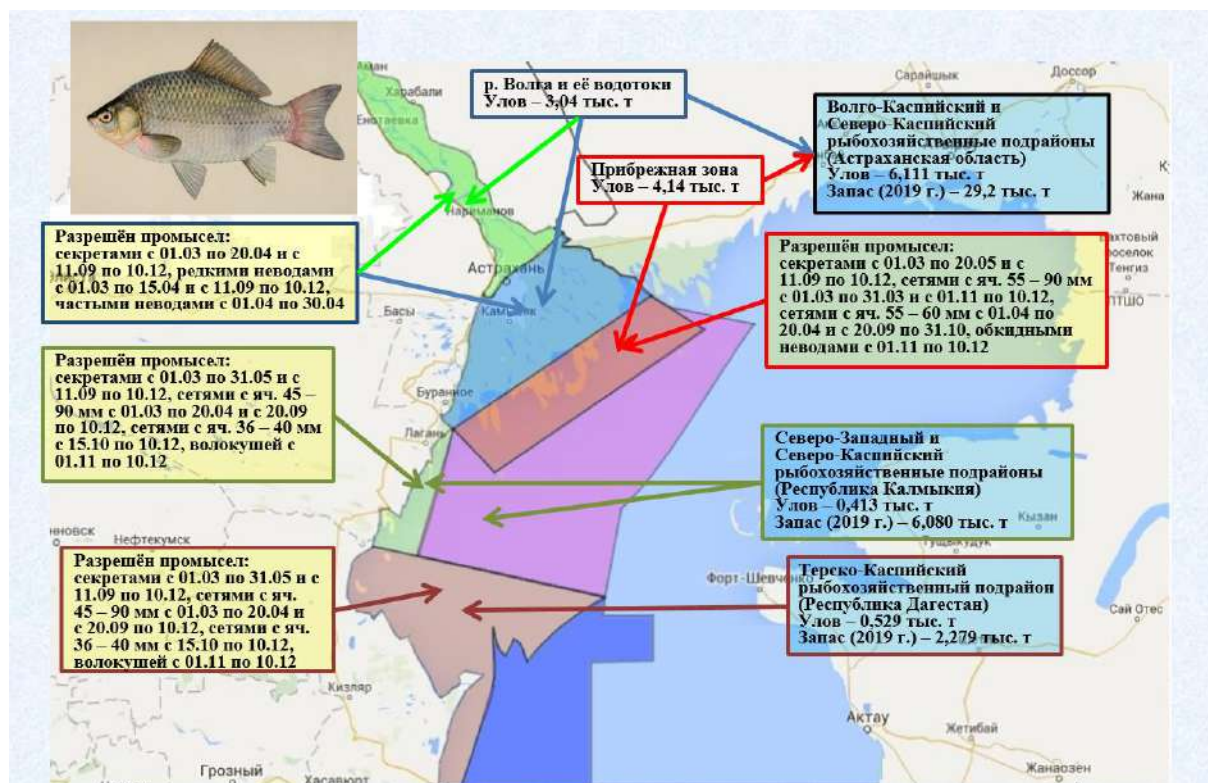 Аман
Харабали
Енотаевка
Сарайшык
Доссор
р. Волга и её водотоки
Улов – 3,04 тыс. т
Волго-Каспийский и
Северо-Каспийский
рыбохозяйственные подрайоны
(Астраханская область)
Улов – 6,111 тыс. т
Запас (2019 г.) – 29,2 тыс. т
Прибрежная зона
Улов – 4,14 тыс. т
Жана
Нариманов
Разрешён промысел:
секретами с 01.03 по 20.04 и с
11.09 по 10.12, редкими неводами
с 01.03 по 15.04 и с 11.09 по 10.12,
частыми неводами с 01.04 по 30.04
Разрешён промысел:
секретами с 01.03 по 20.05 и с
11.09 по 10.12, сетями с яч. 55 – 90 мм
с 01.03 по 31.03 и с 01.11 по 10.12,
сетями с яч. 55 – 60 мм с 01.04 по
20.04 и с 20.09 по 31.10, обкидными
неводами с 01.11 по 10.12
Вахтовый
поселок
Тенгиз
Астрахань
Басы
Камызяк
Разрешён промысел:
секретами с 01.03 по 31.05 и с
11.09 по 10.12, сетями с яч. 45 –
90 мм с 01.03 по 20.04 и с 20.09
по 10.12, сетями с яч. 36 – 40 мм
с 15.10 по 10.12, волокушей с
01.11 по 10.12
Буранное
Лагань
Северо-Западный и
Северо-Каспийский
рыбохозяйственные подрайоны
(Республика Калмыкия)
Улов – 0,413 тыс. т
Запас (2019 г.) – 6,080 тыс. т
Кызан
Тущыкудук
нновск
Нефтекумск
Разрешён промысел:
секретами с 01.03 по 31.05 и с
11.09 по 10.12, сетями с яч.
45 – 90 мм с 01.03 по 20.04 и
с 20.09 по 10.12, сетями с яч.
36 – 40 мм с 15.10 по 10.12,
волокушей с 01.11 по 10.12
Форт-Шевченко
Терско-Каспийский
рыбохозяйственный подрайон
(Республика Дагестан)
Улов – 0,529 тыс. т
Запас (2019 г.) – 2,279 тыс. т
Сай Отес
Кизляр
Актау
Жетибай
Грозный
Хасавюрт
Жанаозен